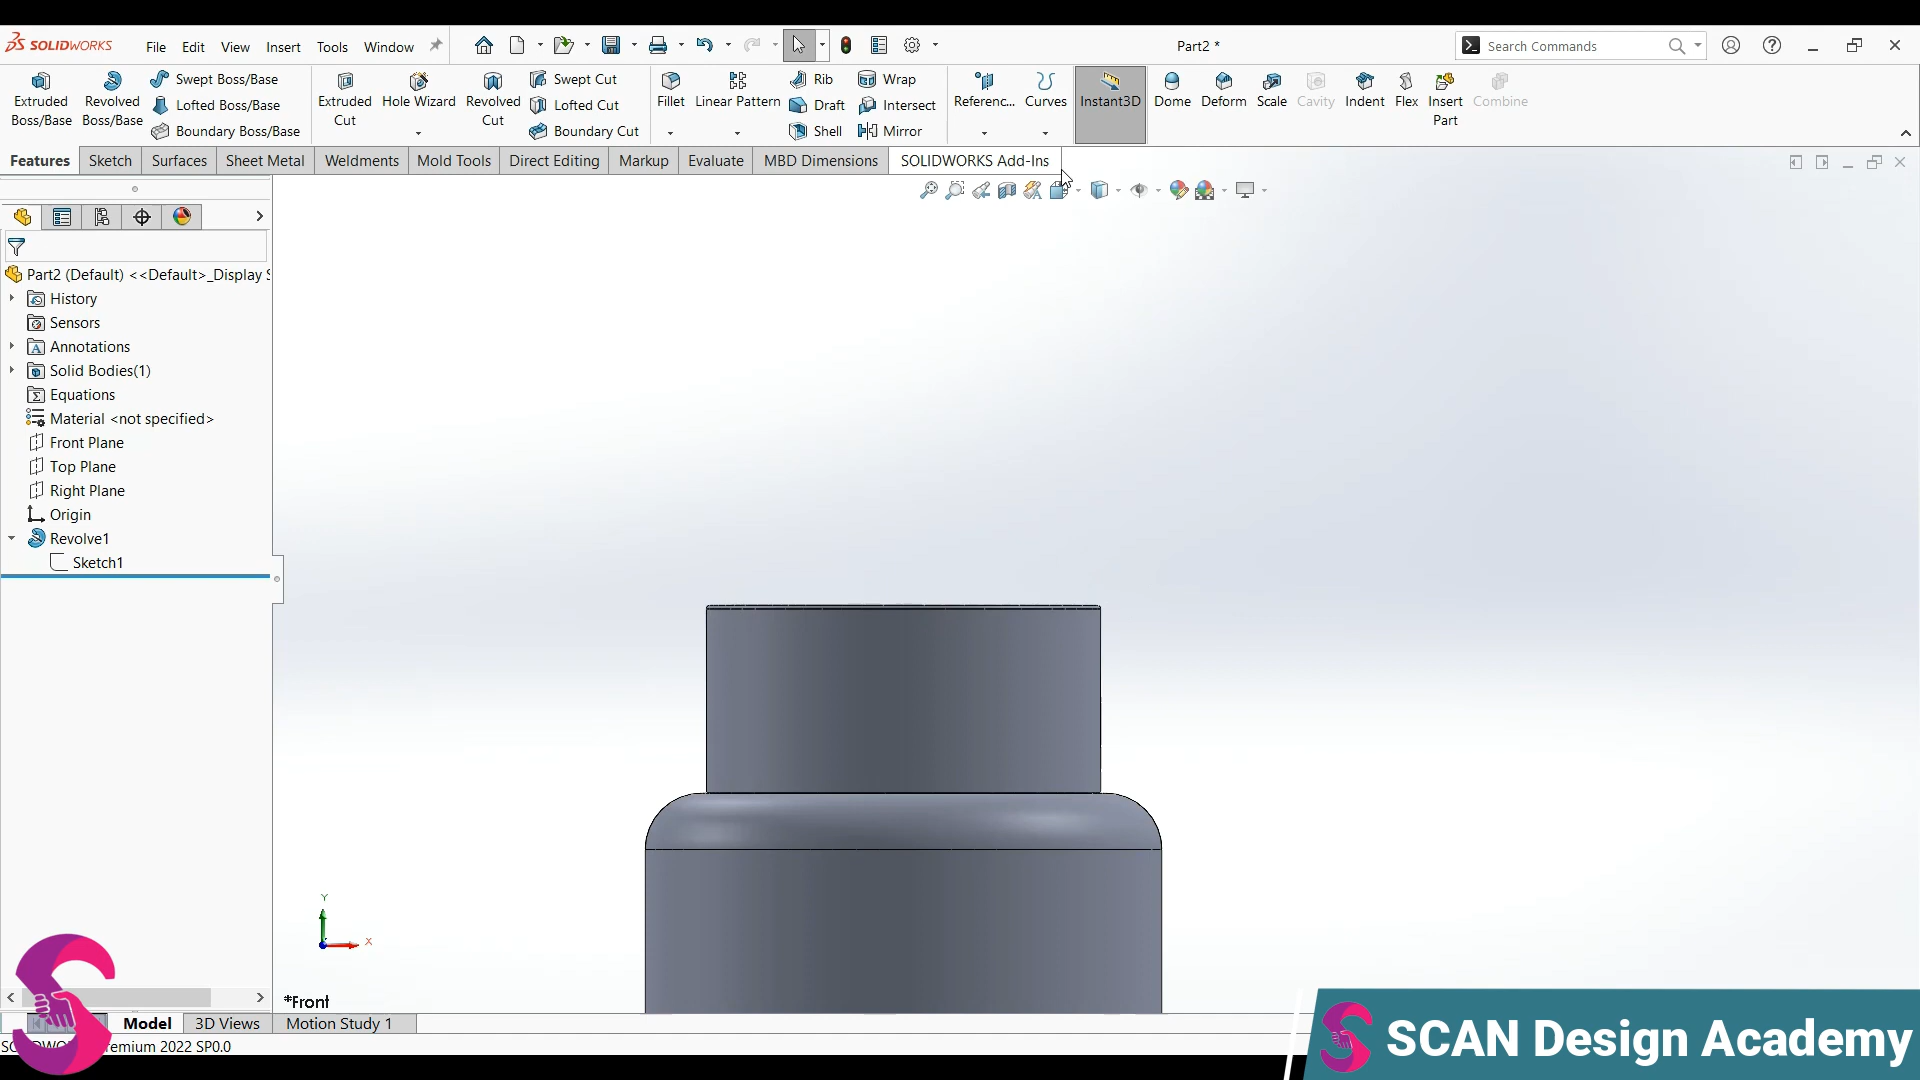 SOLIDWORKS File Edit View Insert Tools Window Part2 * Search Commands
Extruded Boss/Base
Revolved Boss/Base
Swept Boss/Base
Lofted Boss/Base
Boundary Boss/Base
Extruded Cut
Hole Wizard
Revolved Cut
Swept Cut
Lofted Cut
Boundary Cut
Fillet
Linear Pattern
Rib
Draft
Shell
Wrap
Intersect
Mirror
Referenc...
Curves
Instant3D
Dome
Deform
Scale
Cavity
Indent
Flex
Insert Part
Combine
Features Sketch Surfaces Sheet Metal Weldments Mold Tools Direct Editing Markup Evaluate MBD Dimensions SOLIDWORKS Add-Ins
Part2 (Default) <<Default>_Display S
History
Sensors
Annotations
Solid Bodies(1)
Equations
Material <not specified>
Front Plane
Top Plane
Right Plane
Origin
Revolve1
Sketch1
Y
X
*Front
Model 3D Views Motion Study 1
remium 2022 SP0.0
SCAN Design Academy